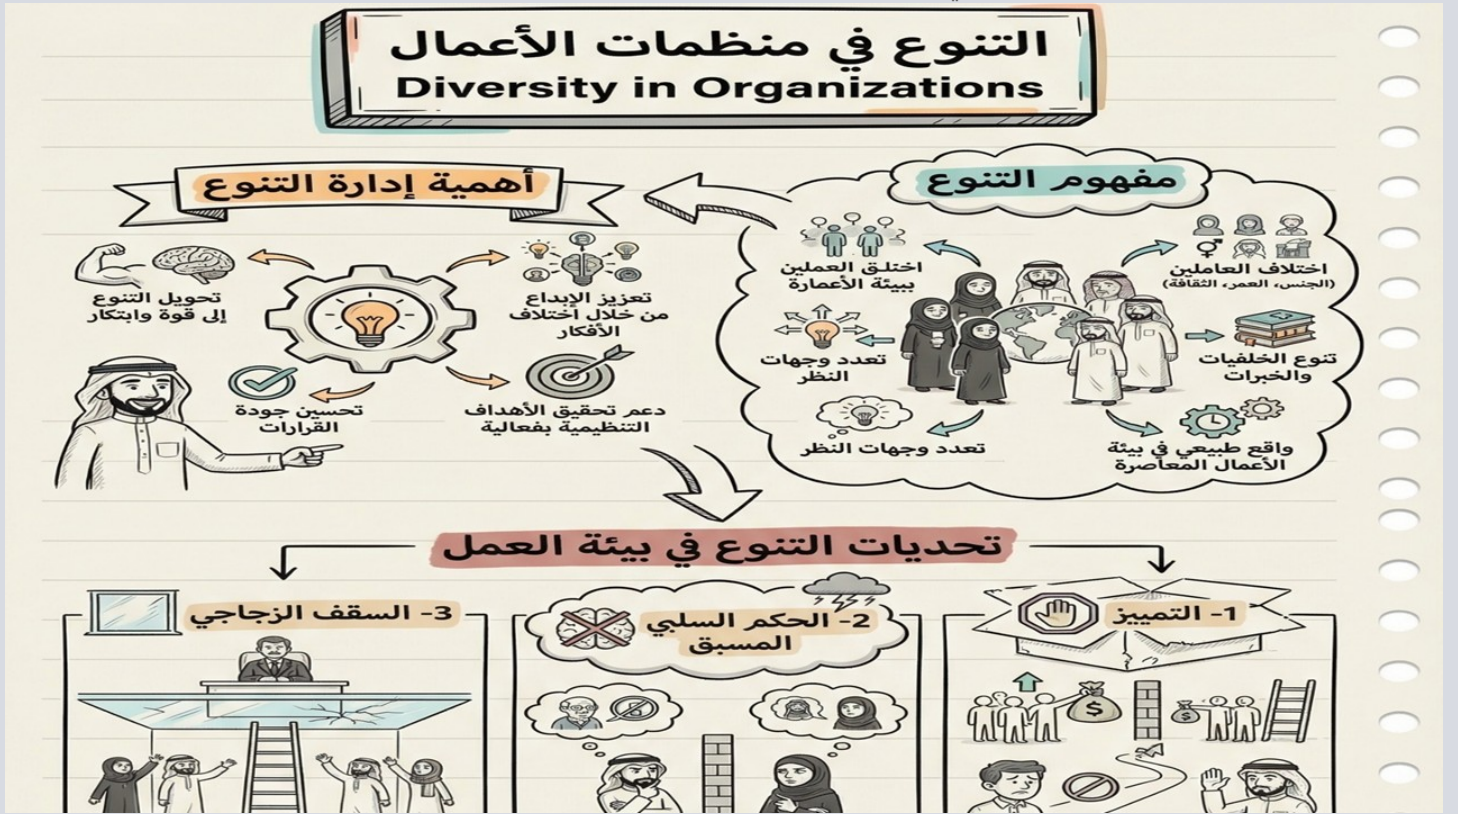 التنوع في منظمات الأعمال
Diversity in Organizations
مفهوم التنوع
اختلاف العاملين
(الجنس، العمر، الثقافة)
اختلـق العملين
ببيئة الأعمارة
تنوع الخلفيات
والخبرات
تعدد وجهات
النظر
واقع طبيعي في بيئة
الأعمال المعاصرة
تعدد وجهات النظر
أهمية إدارة التنوع
تعزيز الإبداع
من خلال اختلاف
الأفكار
تحويل التنوع
إلى قوة وابتكار
دعم تحقيق الأهداف
التنظيمية بفعالية
تحسين جودة
القرارات
تحديات التنوع في بيئة العمل
1- التمييز
$
$
2- الحكم السلبي
المسبق
3- السقف الزجاجي